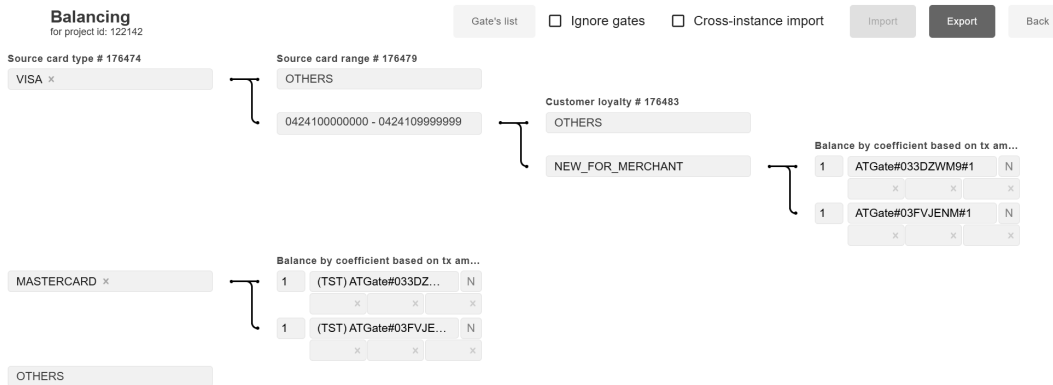 Balancing
for project id: 122142
Gate's list
Ignore gates
Cross-instance import
Import
Export
Back
Source card type # 176474
Source card range # 176479
VISA ×
OTHERS
Customer loyalty # 176483
0424100000000 - 0424109999999
OTHERS
Balance by coefficient based on tx am...
NEW_FOR_MERCHANT
1 ATGate#033DZWM9#1 N
× × ×
1 ATGate#03FVJENM#1 N
× × ×
Balance by coefficient based on tx am...
MASTERCARD ×
1 (TST) ATGate#033DZ... N
× × ×
1 (TST) ATGate#03FVJE... N
× × ×
OTHERS